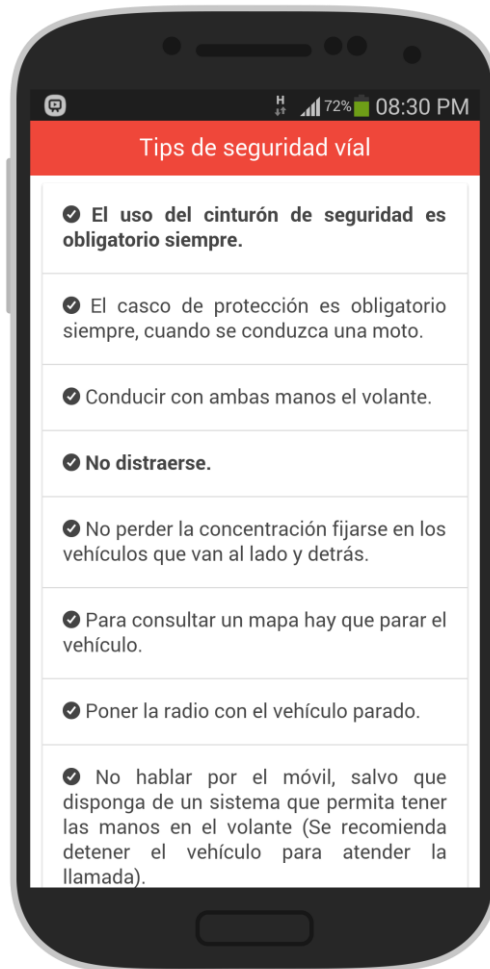 H 72% 08:30 PM
Tips de seguridad víal
El uso del cinturón de seguridad es
obligatorio siempre.
El casco de protección es obligatorio
siempre, cuando se conduzca una moto.
Conducir con ambas manos el volante.
No distraerse.
No perder la concentración fijarse en los
vehículos que van al lado y detrás.
Para consultar un mapa hay que parar el
vehículo.
Poner la radio con el vehículo parado.
No hablar por el móvil, salvo que
disponga de un sistema que permita tener
las manos en el volante (Se recomienda
detener el vehículo para atender la
llamada).